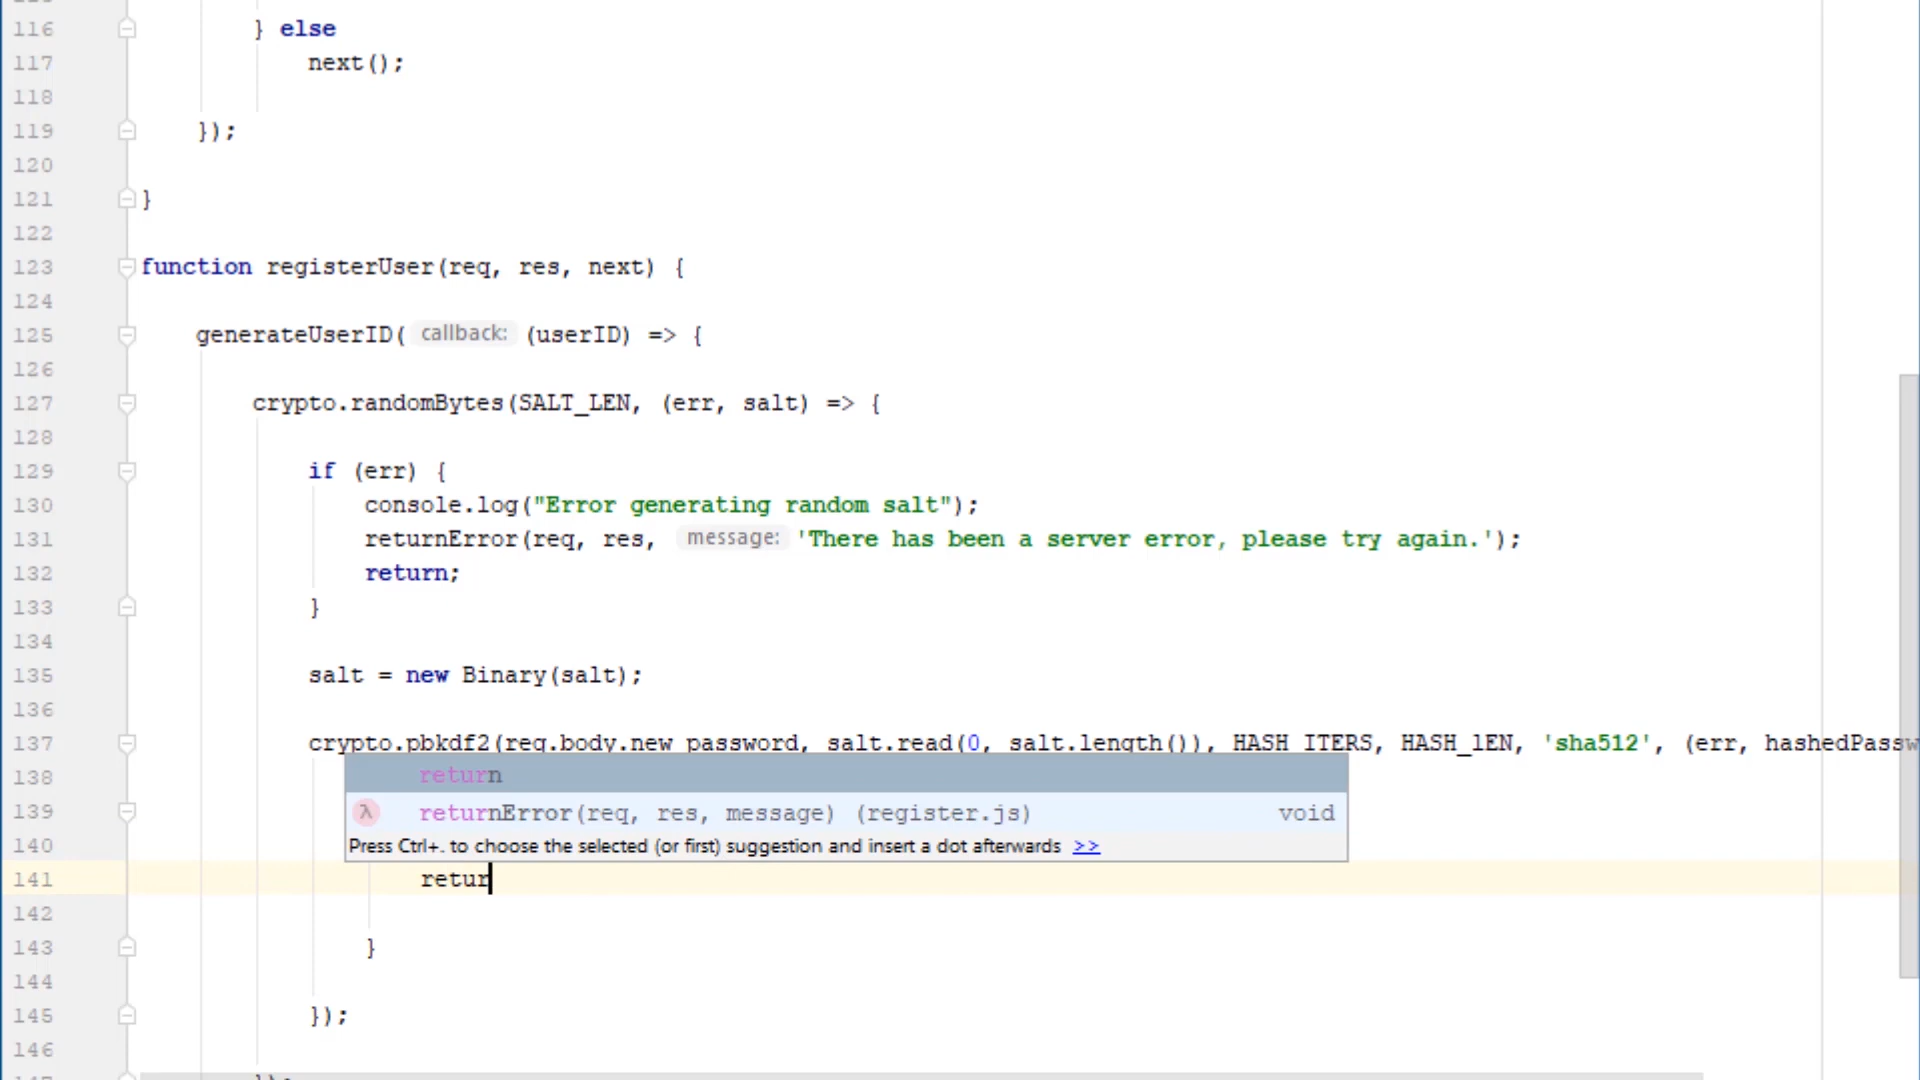 116 } else
117 next();
118
119 });
120
121 }
122
123 function registerUser(req, res, next) {
124
125 generateUserID( callback: (userID) => {
126
127 crypto.randomBytes(SALT_LEN, (err, salt) => {
128
129 if (err) {
130 console.log("Error generating random salt");
131 returnError(req, res, message: 'There has been a server error, please try again.');
132 return;
133 }
134
135 salt = new Binary(salt);
136
137 crypto.pbkdf2(req.body.new_password, salt.read(0, salt.length()), HASH_ITERS, HASH_lEN, 'sha512', (err, hashedPassw
138 return
139 λ returnError(req, res, message) (register.js) void
140 Press Ctrl+. to choose the selected (or first) suggestion and insert a dot afterwards >>
141 retur
142
143 }
144
145 });
146
});